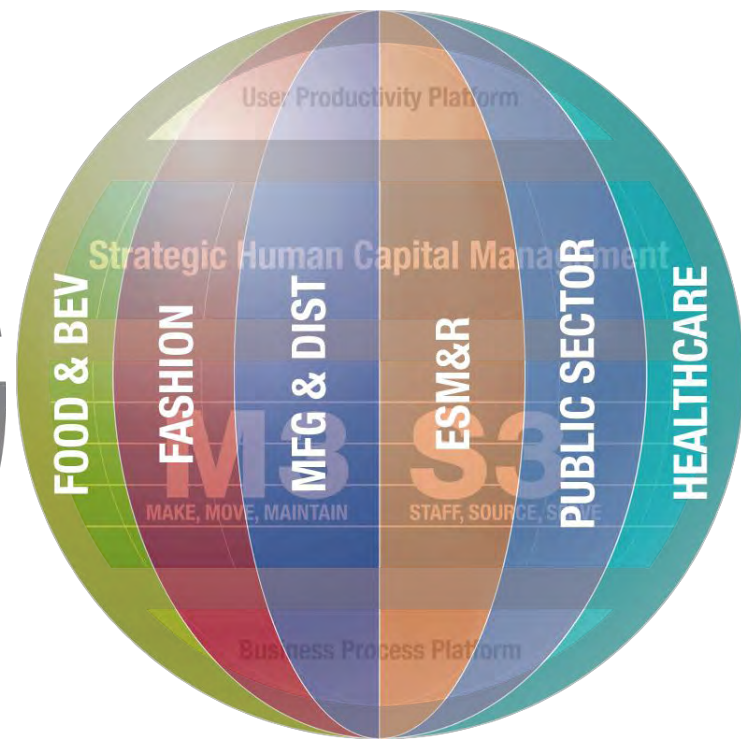 User Productivity Platform
Strategic Human Capital Management
FOOD & BEV
FASHION
MFG & DIST
ESM&R
PUBLIC SECTOR
HEALTHCARE
M3
S3
MAKE, MOVE, MAINTAIN
STAFF, SOURCE, SERVE
Business Process Platform